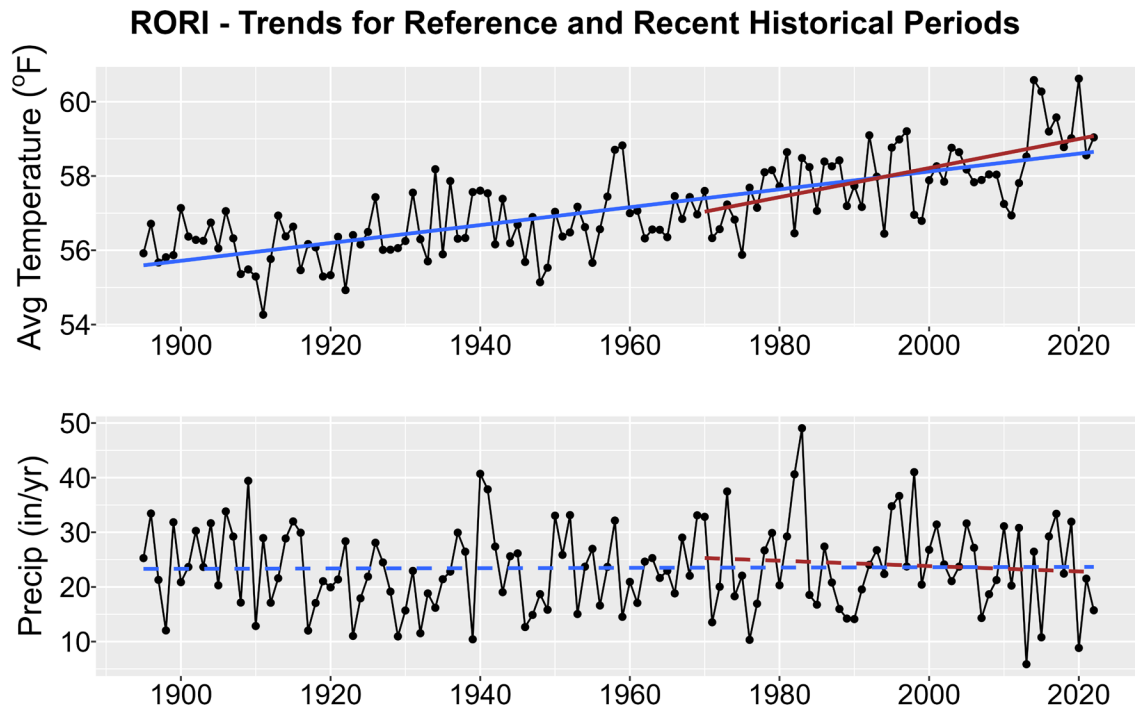 RORI - Trends for Reference and Recent Historical Periods
Avg Temperature (°F)
60
58
56
54
1900 1920 1940 1960 1980 2000 2020
Precip (in/yr)
50
40
30
20
10
1900 1920 1940 1960 1980 2000 2020